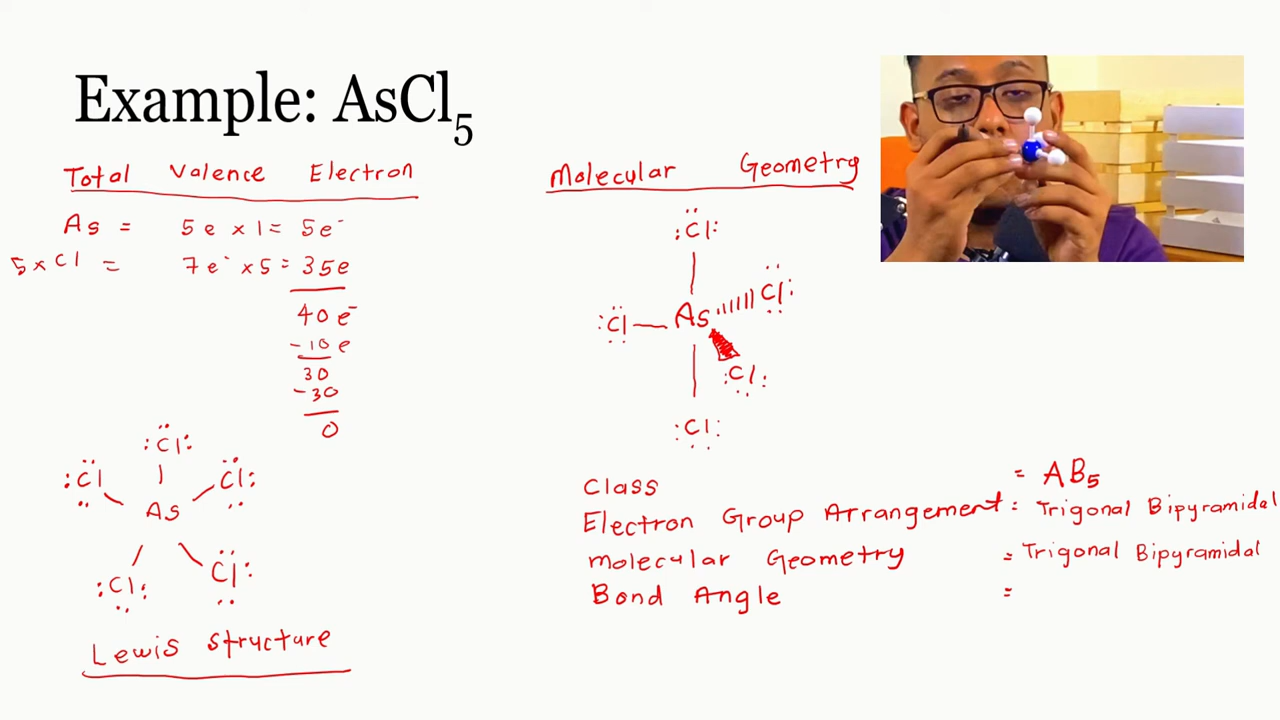 Example: AsCl₅
Total Valence Electron
As = 5e x 1 = 5e⁻
5 x Cl = 7e⁻ x 5 = 35e
40e⁻
-10e
30
-30
0
:Cl:
:Cl Cl:
As
:Cl: Cl:
Lewis Structure
Molecular Geometry
:Cl:
Cl:
:Cl As
:Cl:
:Cl:
Class = AB₅
Electron Group Arrangement = Trigonal Bipyramidal
Molecular Geometry = Trigonal Bipyramidal
Bond Angle =